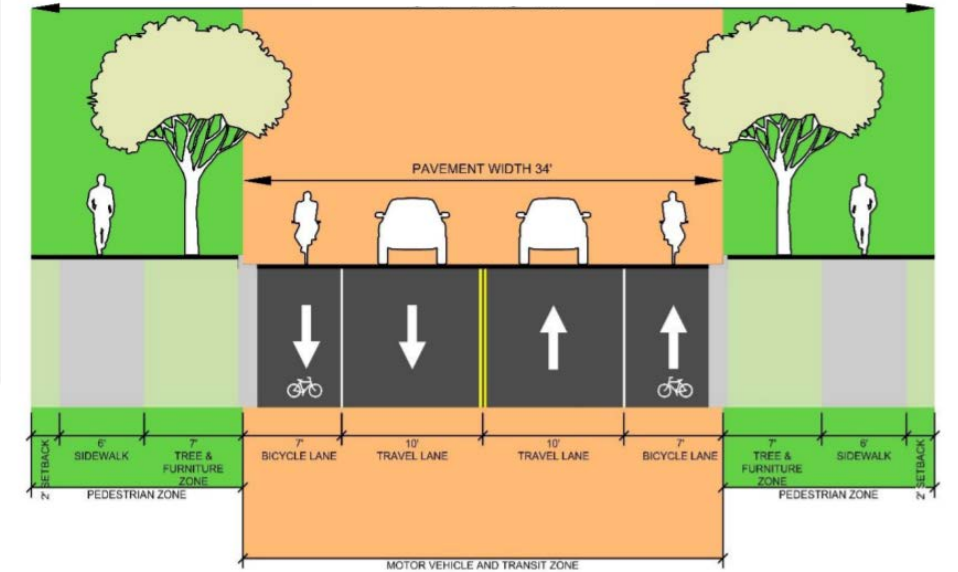 PAVEMENT WIDTH 34'
2' SETBACK
6'
SIDEWALK
7'
TREE &
FURNITURE
ZONE
7'
BICYCLE LANE
10'
TRAVEL LANE
10'
TRAVEL LANE
7'
BICYCLE LANE
7'
TREE &
FURNITURE
ZONE
6'
SIDEWALK
2' SETBACK
PEDESTRIAN ZONE
PEDESTRIAN ZONE
MOTOR VEHICLE AND TRANSIT ZONE